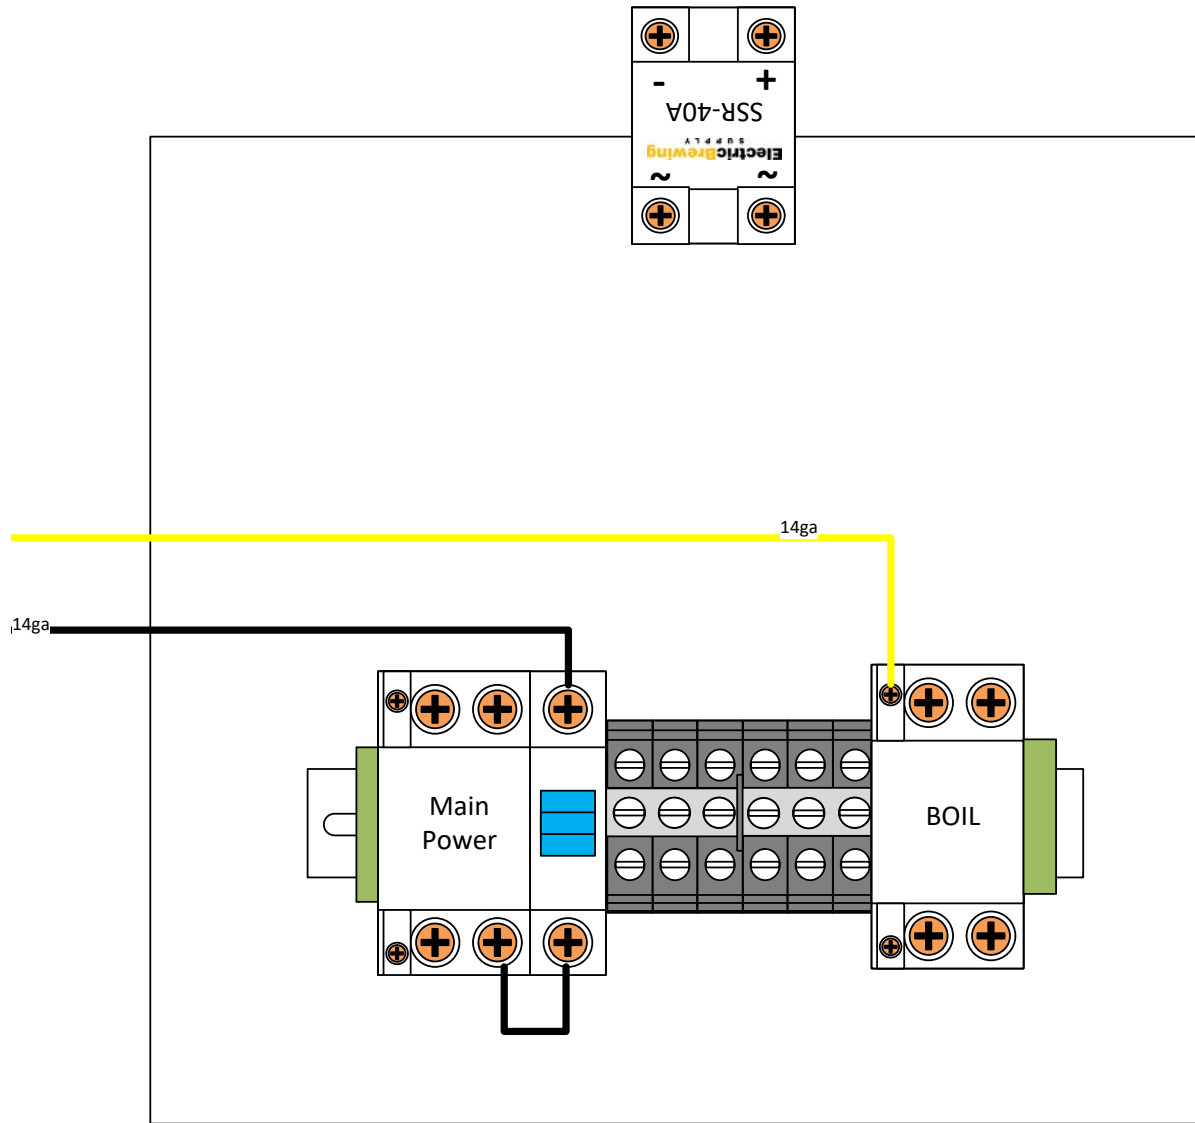 - +
SSR-40A
SUPPLY
ElectricBrewing
~ ~
14ga
14ga
Main
Power
BOIL